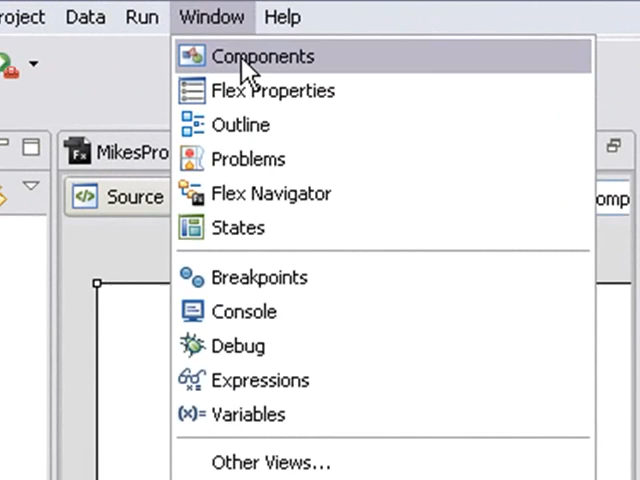 roject Data Run Window Help
Components
Flex Properties
Outline
Fx MikesPro
Problems
Source
Flex Navigator
omp
States
Breakpoints
Console
Debug
Expressions
(x)= Variables
Other Views...